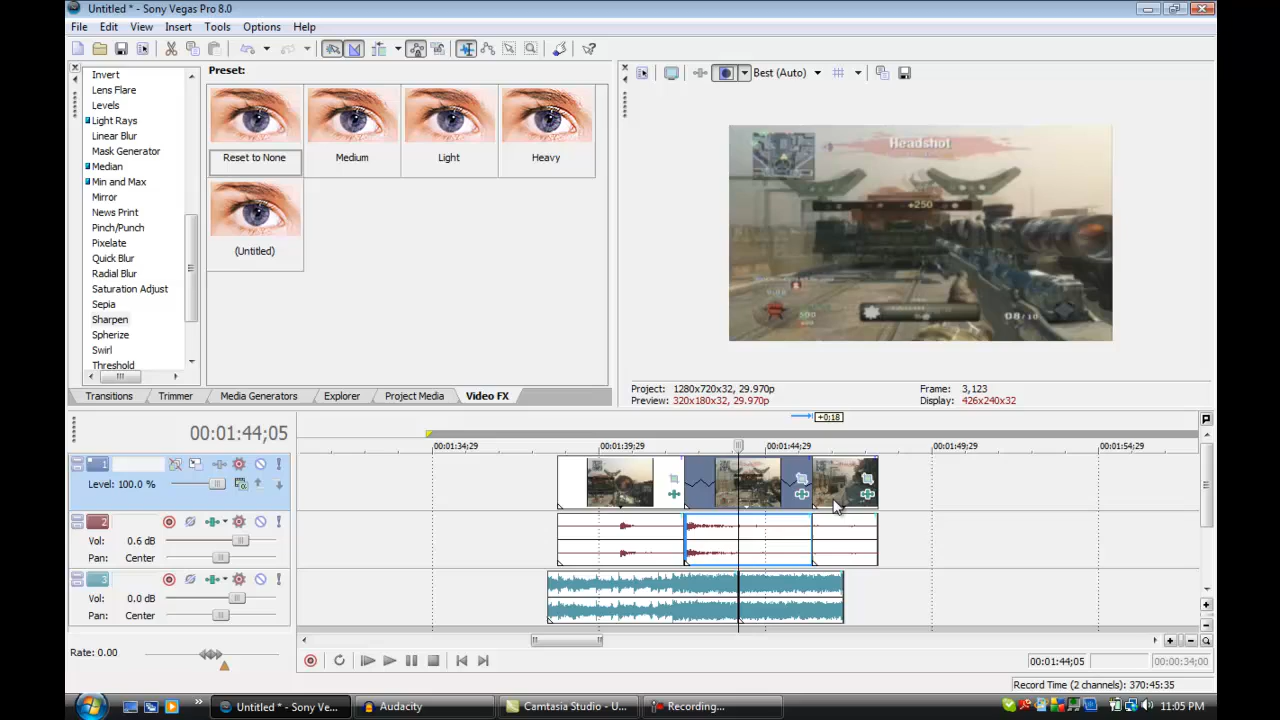 Untitled * - Sony Vegas Pro 8.0
File Edit View Insert Tools Options Help
Invert
Lens Flare
Levels
Light Rays
Linear Blur
Mask Generator
Median
Min and Max
Mirror
News Print
Pinch/Punch
Pixelate
Quick Blur
Radial Blur
Saturation Adjust
Sepia
Sharpen
Spherize
Swirl
Threshold
Preset:
Reset to None
Medium
Light
Heavy
(Untitled)
Best (Auto)
Headshot
+250
08/10
Project: 1280x720x32, 29.970p
Frame: 3,123
Preview: 320x180x32, 29.970p
Display: 426x240x32
Transitions Trimmer Media Generators Explorer Project Media Video FX
+0:18
00:01:44;05
00:01:34;29 00:01:39;29 00:01:44;29 00:01:49;29 00:01:54;29
1
Level: 100.0 %
2
Vol: 0.6 dB
Pan: Center
3
Vol: 0.0 dB
Pan: Center
Rate: 0.00
00:01:44;05
00:00:34;00
Record Time (2 channels): 370:45:35
Untitled * - Sony Ve...
Audacity
Camtasia Studio - U...
Recording...
11:05 PM